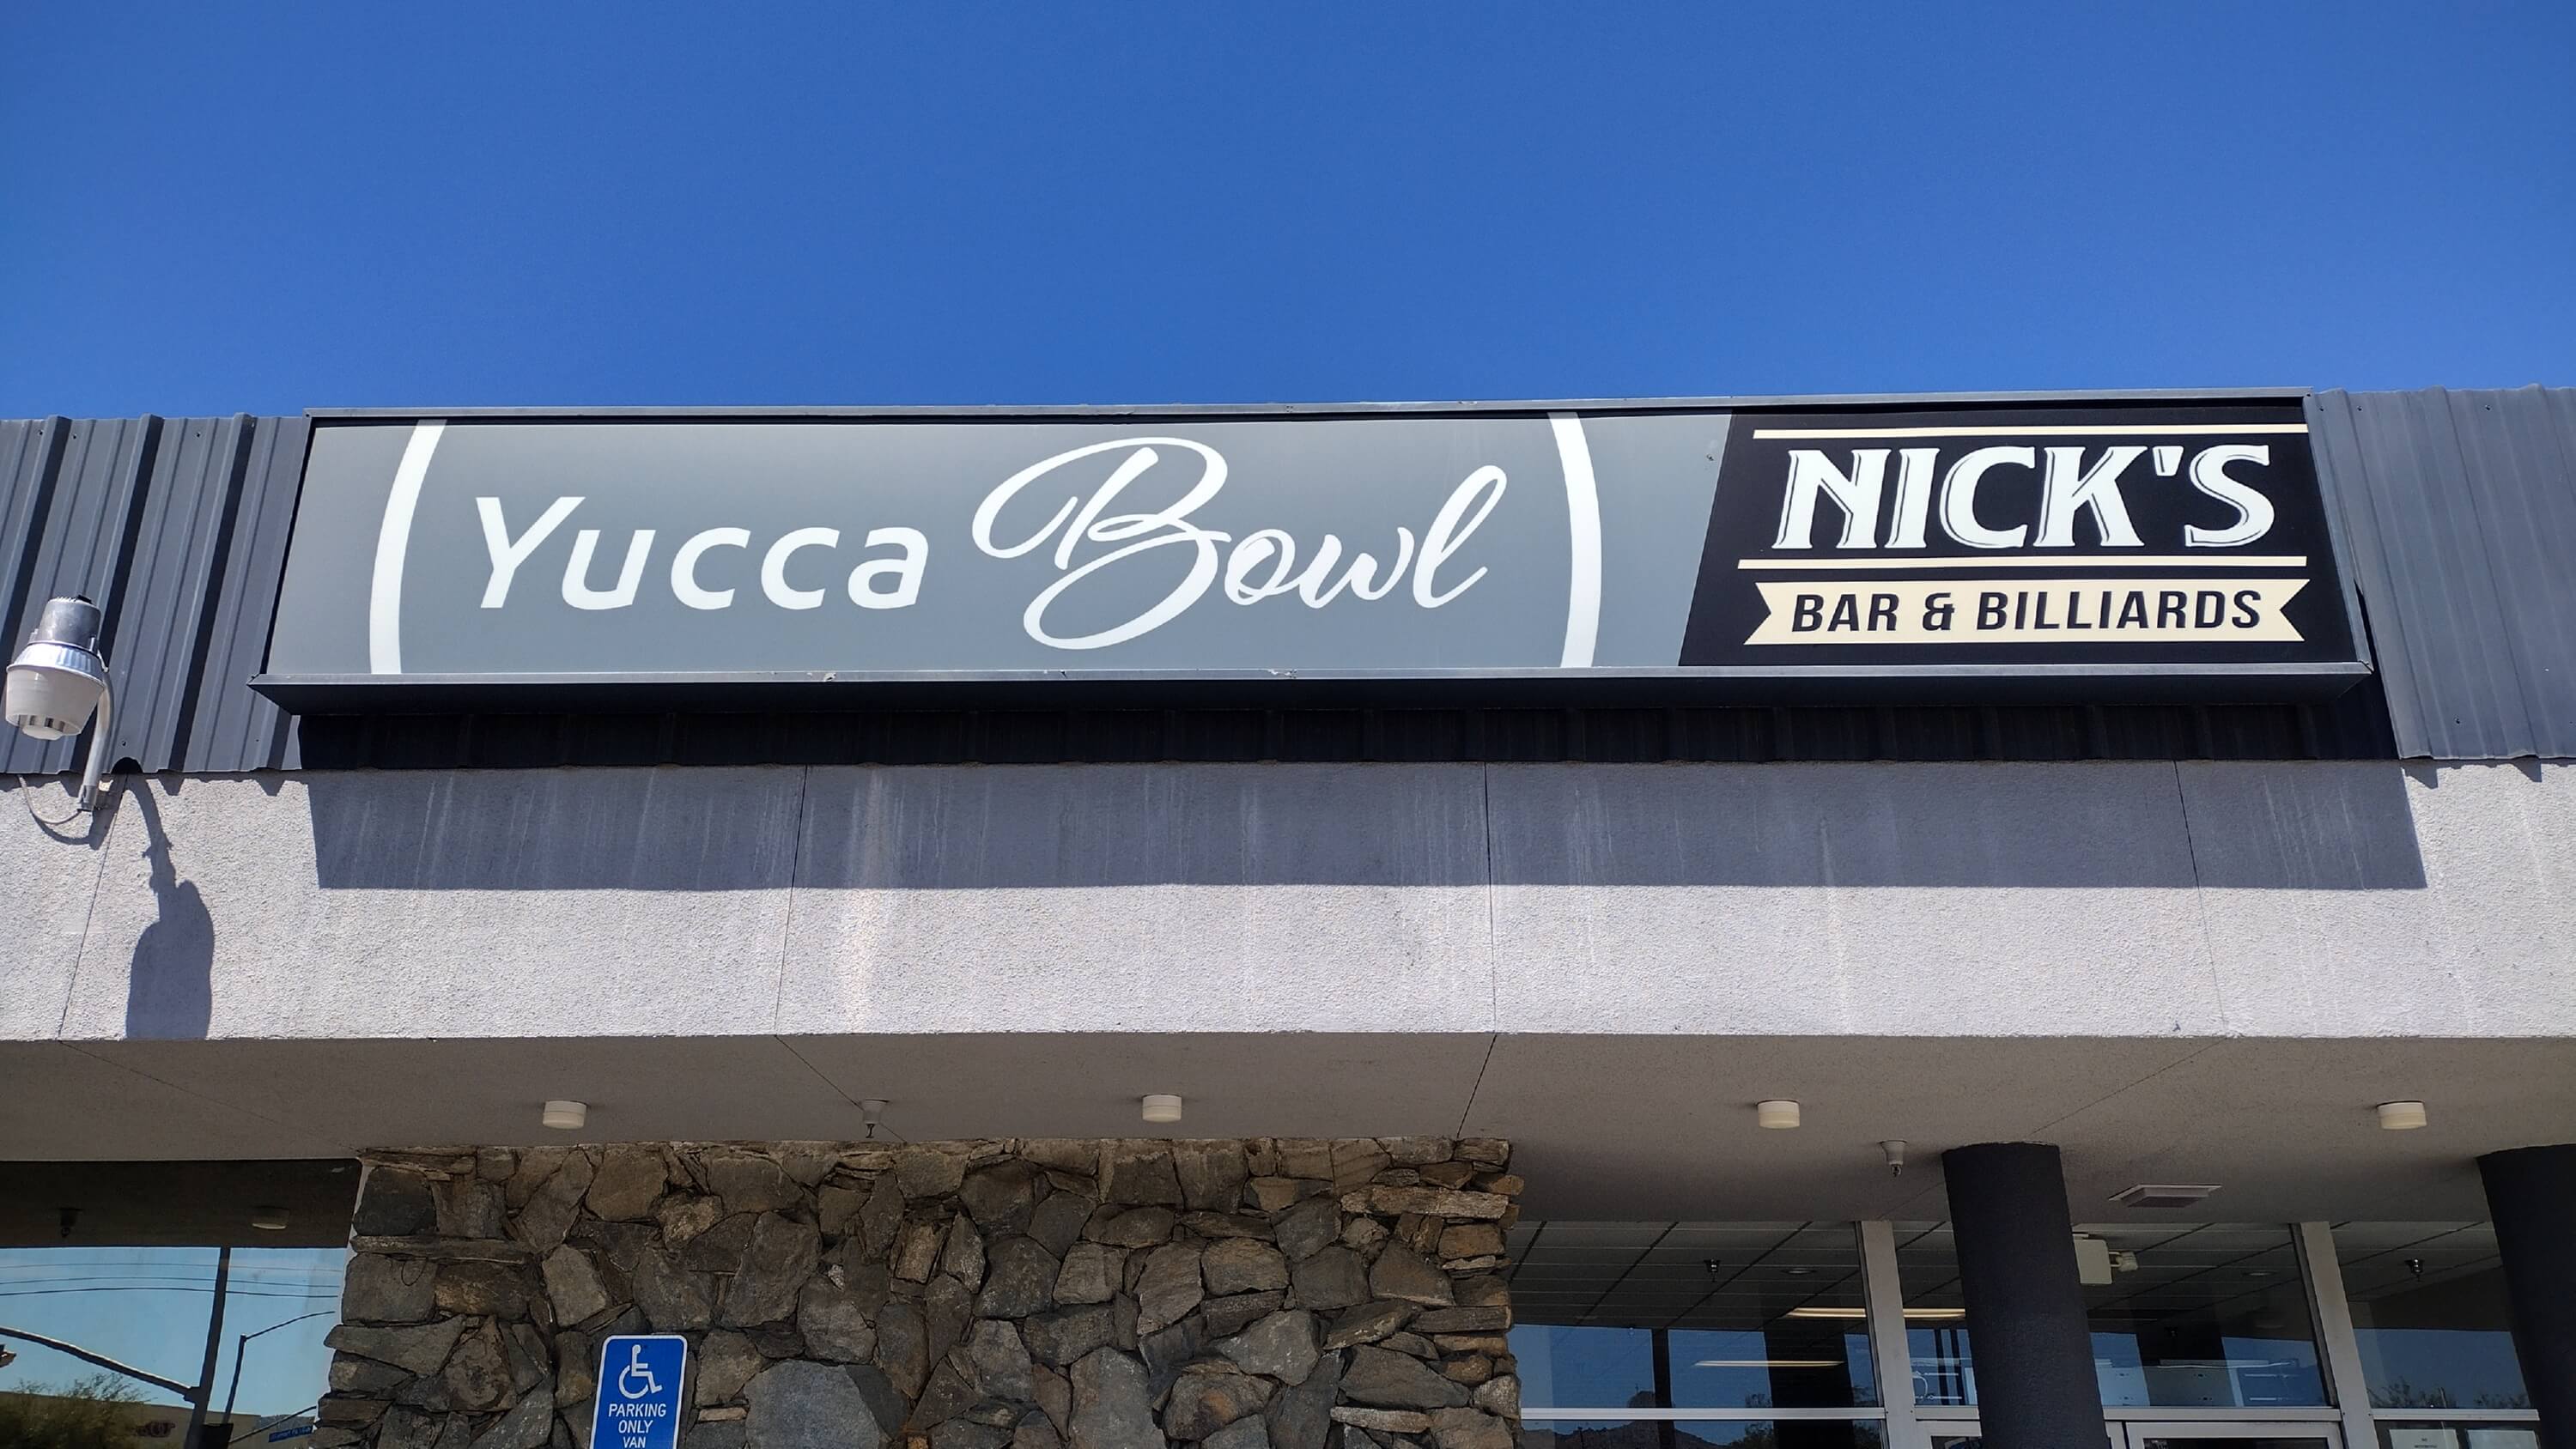 Yucca Bowl
NICK'S
BAR & BILLIARDS
PARKING
ONLY
VAN